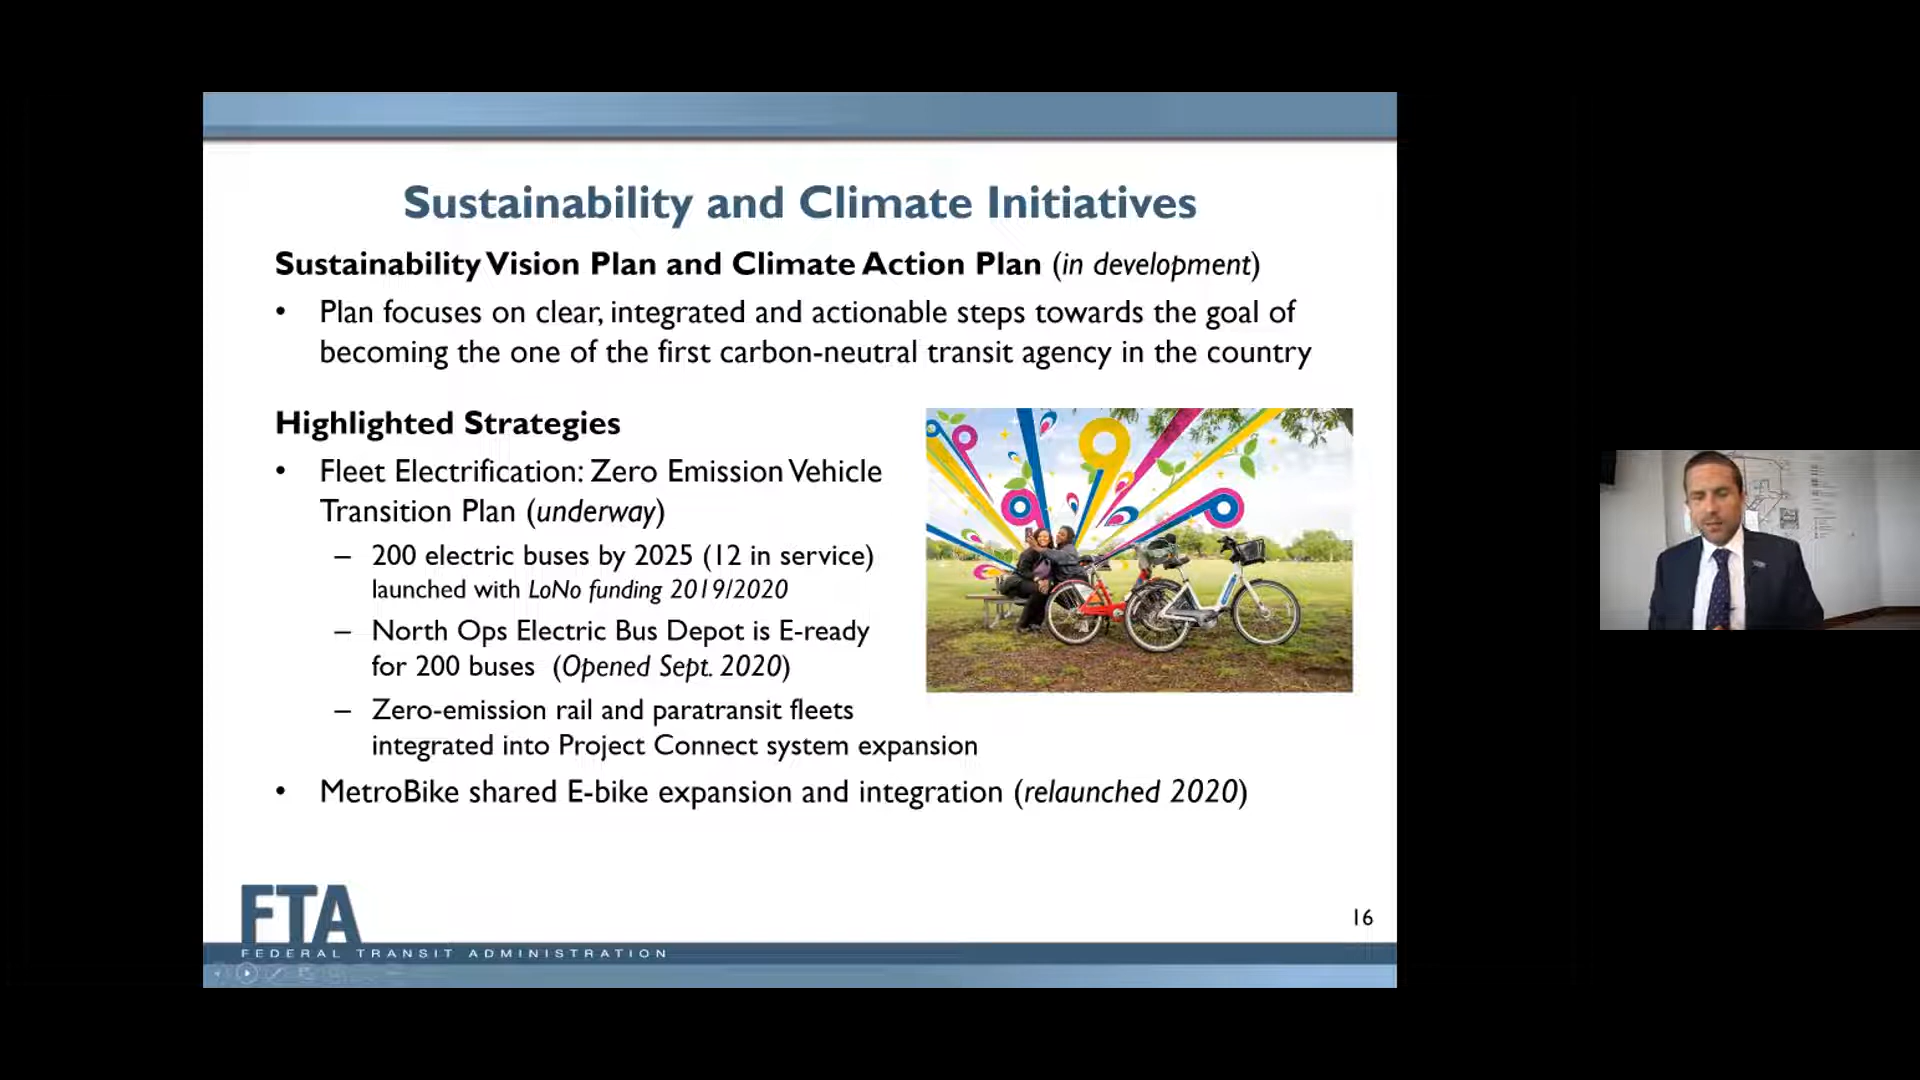 Sustainability and Climate Initiatives
Sustainability Vision Plan and Climate Action Plan (in development)
• Plan focuses on clear, integrated and actionable steps towards the goal of
becoming the one of the first carbon-neutral transit agency in the country
Highlighted Strategies
• Fleet Electrification: Zero Emission Vehicle
Transition Plan (underway)
– 200 electric buses by 2025 (12 in service)
launched with LoNo funding 2019/2020
– North Ops Electric Bus Depot is E-ready
for 200 buses (Opened Sept. 2020)
– Zero-emission rail and paratransit fleets
integrated into Project Connect system expansion
• MetroBike shared E-bike expansion and integration (relaunched 2020)
FTA
FEDERAL TRANSIT ADMINISTRATION
16